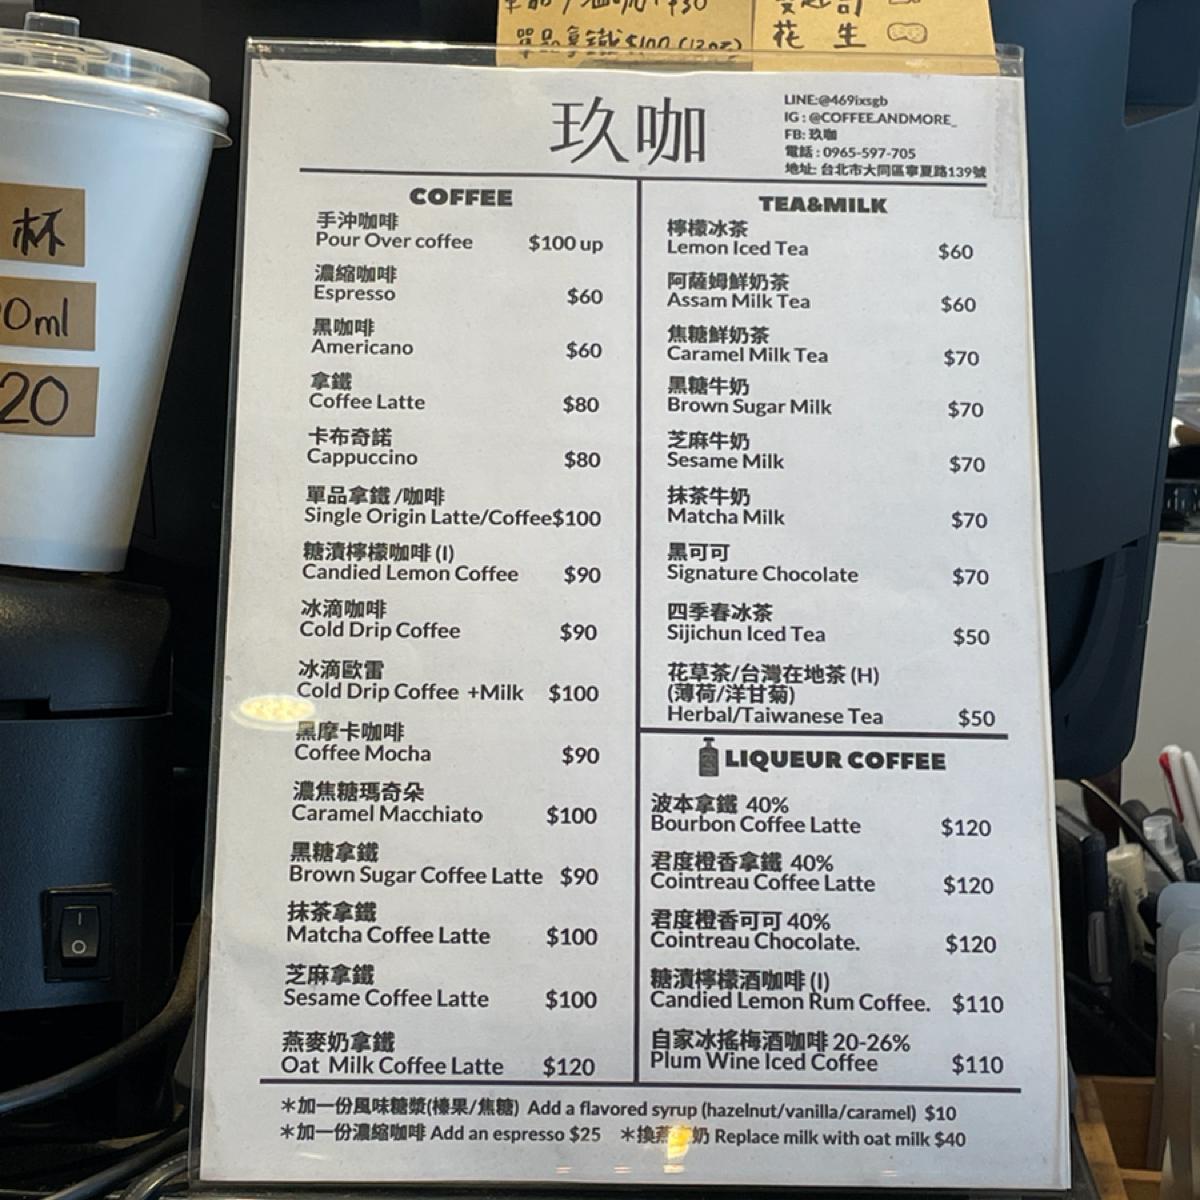 單品拿鐵$100(12oz)
花 生
杯
0ml
20
玖咖
LINE:@469ixsgb
IG : @COFFEE.ANDMORE_
FB: 玖咖
電話 : 0965-597-705
地址: 台北市大同區寧夏路139號
COFFEE
手沖咖啡
Pour Over coffee $100 up
濃縮咖啡
Espresso $60
黑咖啡
Americano $60
拿鐵
Coffee Latte $80
卡布奇諾
Cappuccino $80
單品拿鐵 /咖啡
Single Origin Latte/Coffee$100
糖漬檸檬咖啡 (I)
Candied Lemon Coffee $90
冰滴咖啡
Cold Drip Coffee $90
冰滴歐蕾
Cold Drip Coffee +Milk $100
黑摩卡咖啡
Coffee Mocha $90
濃焦糖瑪奇朵
Caramel Macchiato $100
黑糖拿鐵
Brown Sugar Coffee Latte $90
抹茶拿鐵
Matcha Coffee Latte $100
芝麻拿鐵
Sesame Coffee Latte $100
燕麥奶拿鐵
Oat Milk Coffee Latte $120
TEA&MILK
檸檬冰茶
Lemon Iced Tea $60
阿薩姆鮮奶茶
Assam Milk Tea $60
焦糖鮮奶茶
Caramel Milk Tea $70
黑糖牛奶
Brown Sugar Milk $70
芝麻牛奶
Sesame Milk $70
抹茶牛奶
Matcha Milk $70
黑可可
Signature Chocolate $70
四季春冰茶
Sijichun Iced Tea $50
花草茶/台灣在地茶 (H)
(薄荷/洋甘菊)
Herbal/Taiwanese Tea $50
LIQUEUR COFFEE
波本拿鐵 40%
Bourbon Coffee Latte $120
君度橙香拿鐵 40%
Cointreau Coffee Latte $120
君度橙香可可 40%
Cointreau Chocolate. $120
糖漬檸檬酒咖啡 (I)
Candied Lemon Rum Coffee. $110
自家冰搖梅酒咖啡 20-26%
Plum Wine Iced Coffee $110
＊加一份風味糖漿(榛果/焦糖) Add a flavored syrup (hazelnut/vanilla/caramel) $10
＊加一份濃縮咖啡 Add an espresso $25 ＊換燕奶 Replace milk with oat milk $40